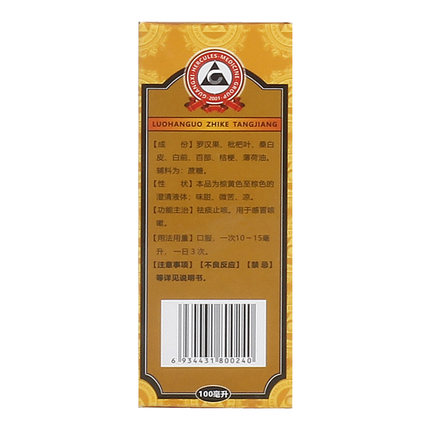 GUANGXI HERCULES-MEDICINE GROUP
2001
LUOHANGUO ZHIKE TANGJIANG
【成　份】罗汉果、枇杷叶、桑白
皮、白前、百部、桔梗、薄荷油。
辅料为：蔗糖。
【性　状】本品为棕黄色至棕色的
澄清液体；味甜、微苦、凉。
【功能主治】祛痰止咳。用于感冒咳
嗽。
【用法用量】口服，一次10－15毫
升，一日3次。
【注意事项】【不良反应】【禁忌】
等详见说明书。
6 934431 800240
100毫升